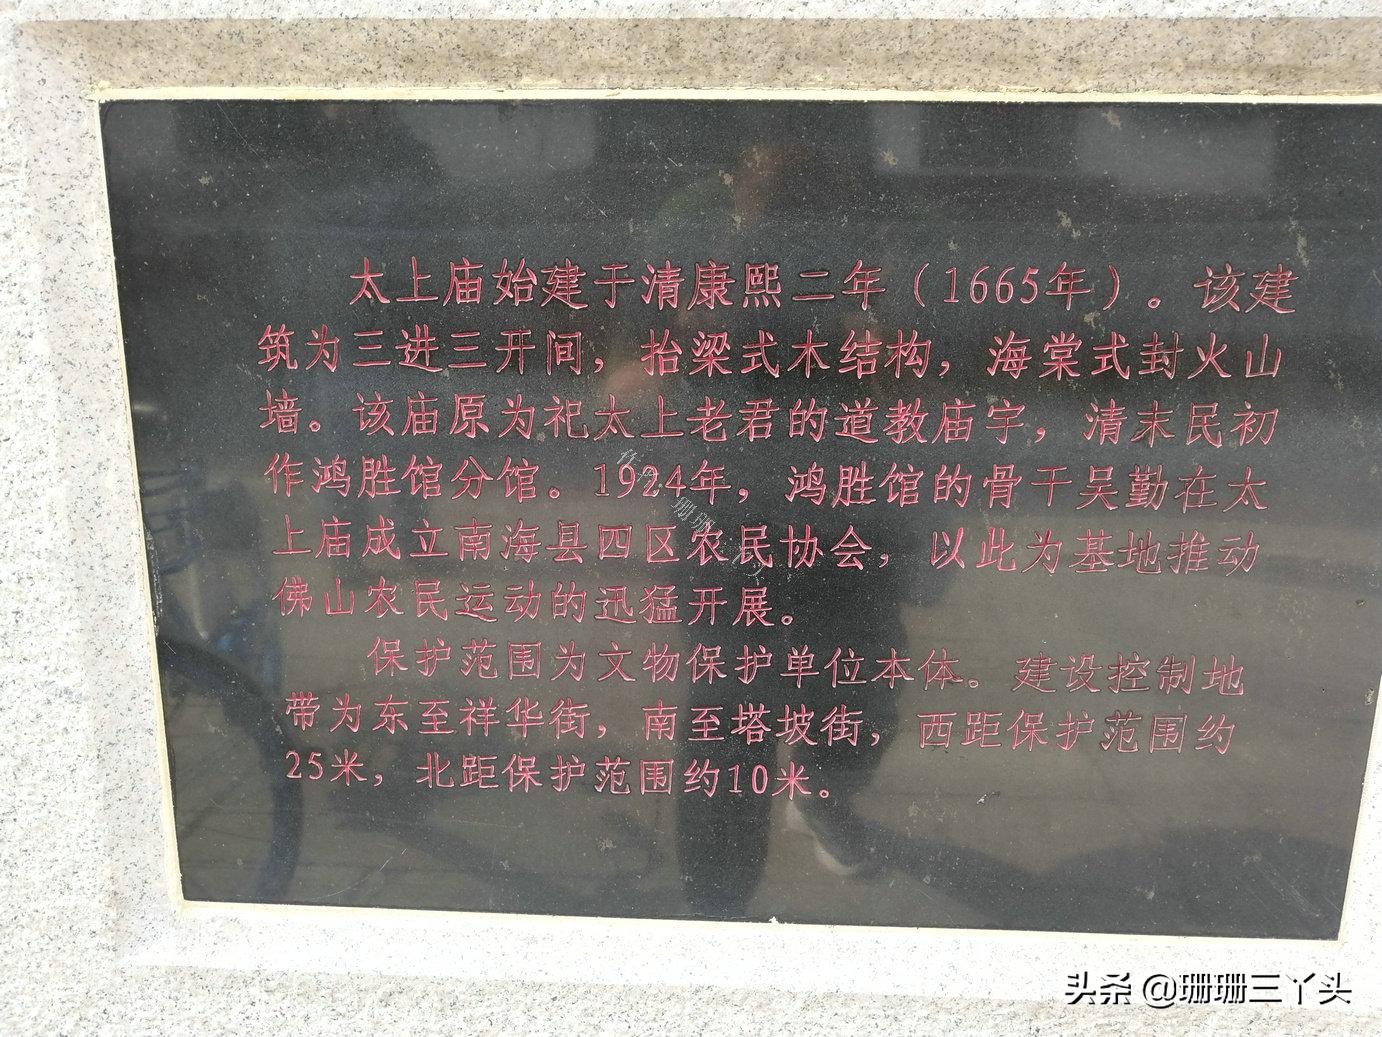 太上庙始建于清康熙二年（1665年）。该建
筑为三进三开间，抬梁式木结构，海棠式封火山
墙。该庙原为祀太上老君的道教庙宇，清末民初
作鸿胜馆分馆。1924年，鸿胜馆的骨干吴勤在太
上庙成立南海县四区农民协会，以此为基地推动
佛山农民运动的迅猛开展。
保护范围为文物保护单位本体。建设控制地
带为东至祥华街，南至塔坡街，西距保护范围约
25米，北距保护范围约10米。
头条 @珊珊三丫头